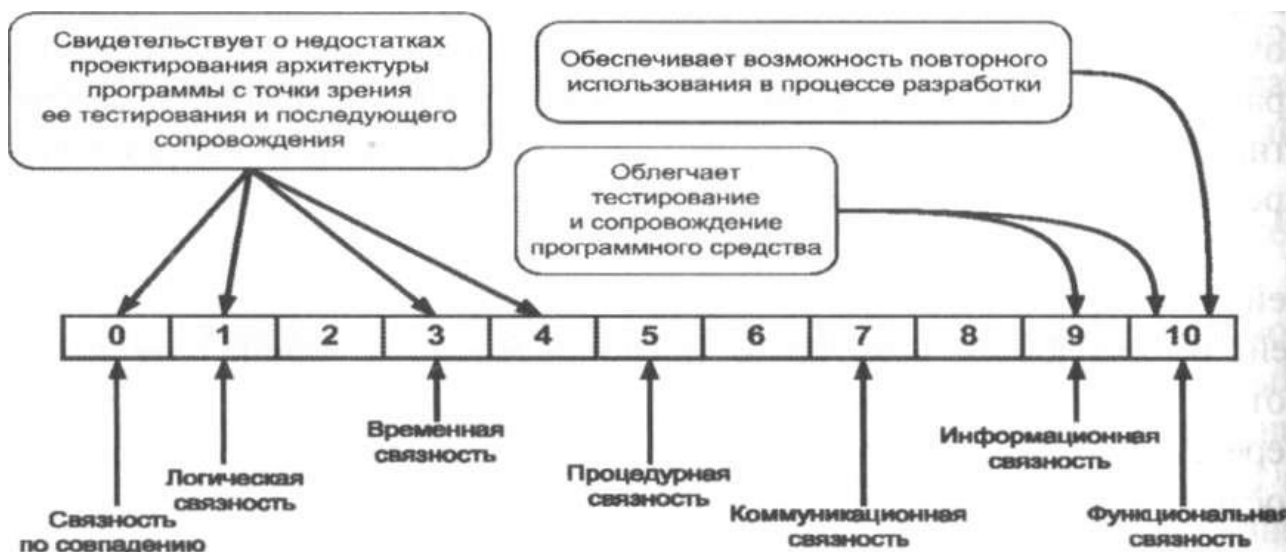 Свидетельствует о недостатках
проектирования архитектуры
программы с точки зрения
ее тестирования и последующего
сопровождения
Обеспечивает возможность повторного
использования в процессе разработки
Облегчает
тестирование
и сопровождение
программного средства
0 1 2 3 4 5 6 7 8 9 10
Временная
связность
Информационная
связность
Логическая
связность
Процедурная
связность
Связность
по совпадению
Коммуникационная
связность
Функциональная
связность